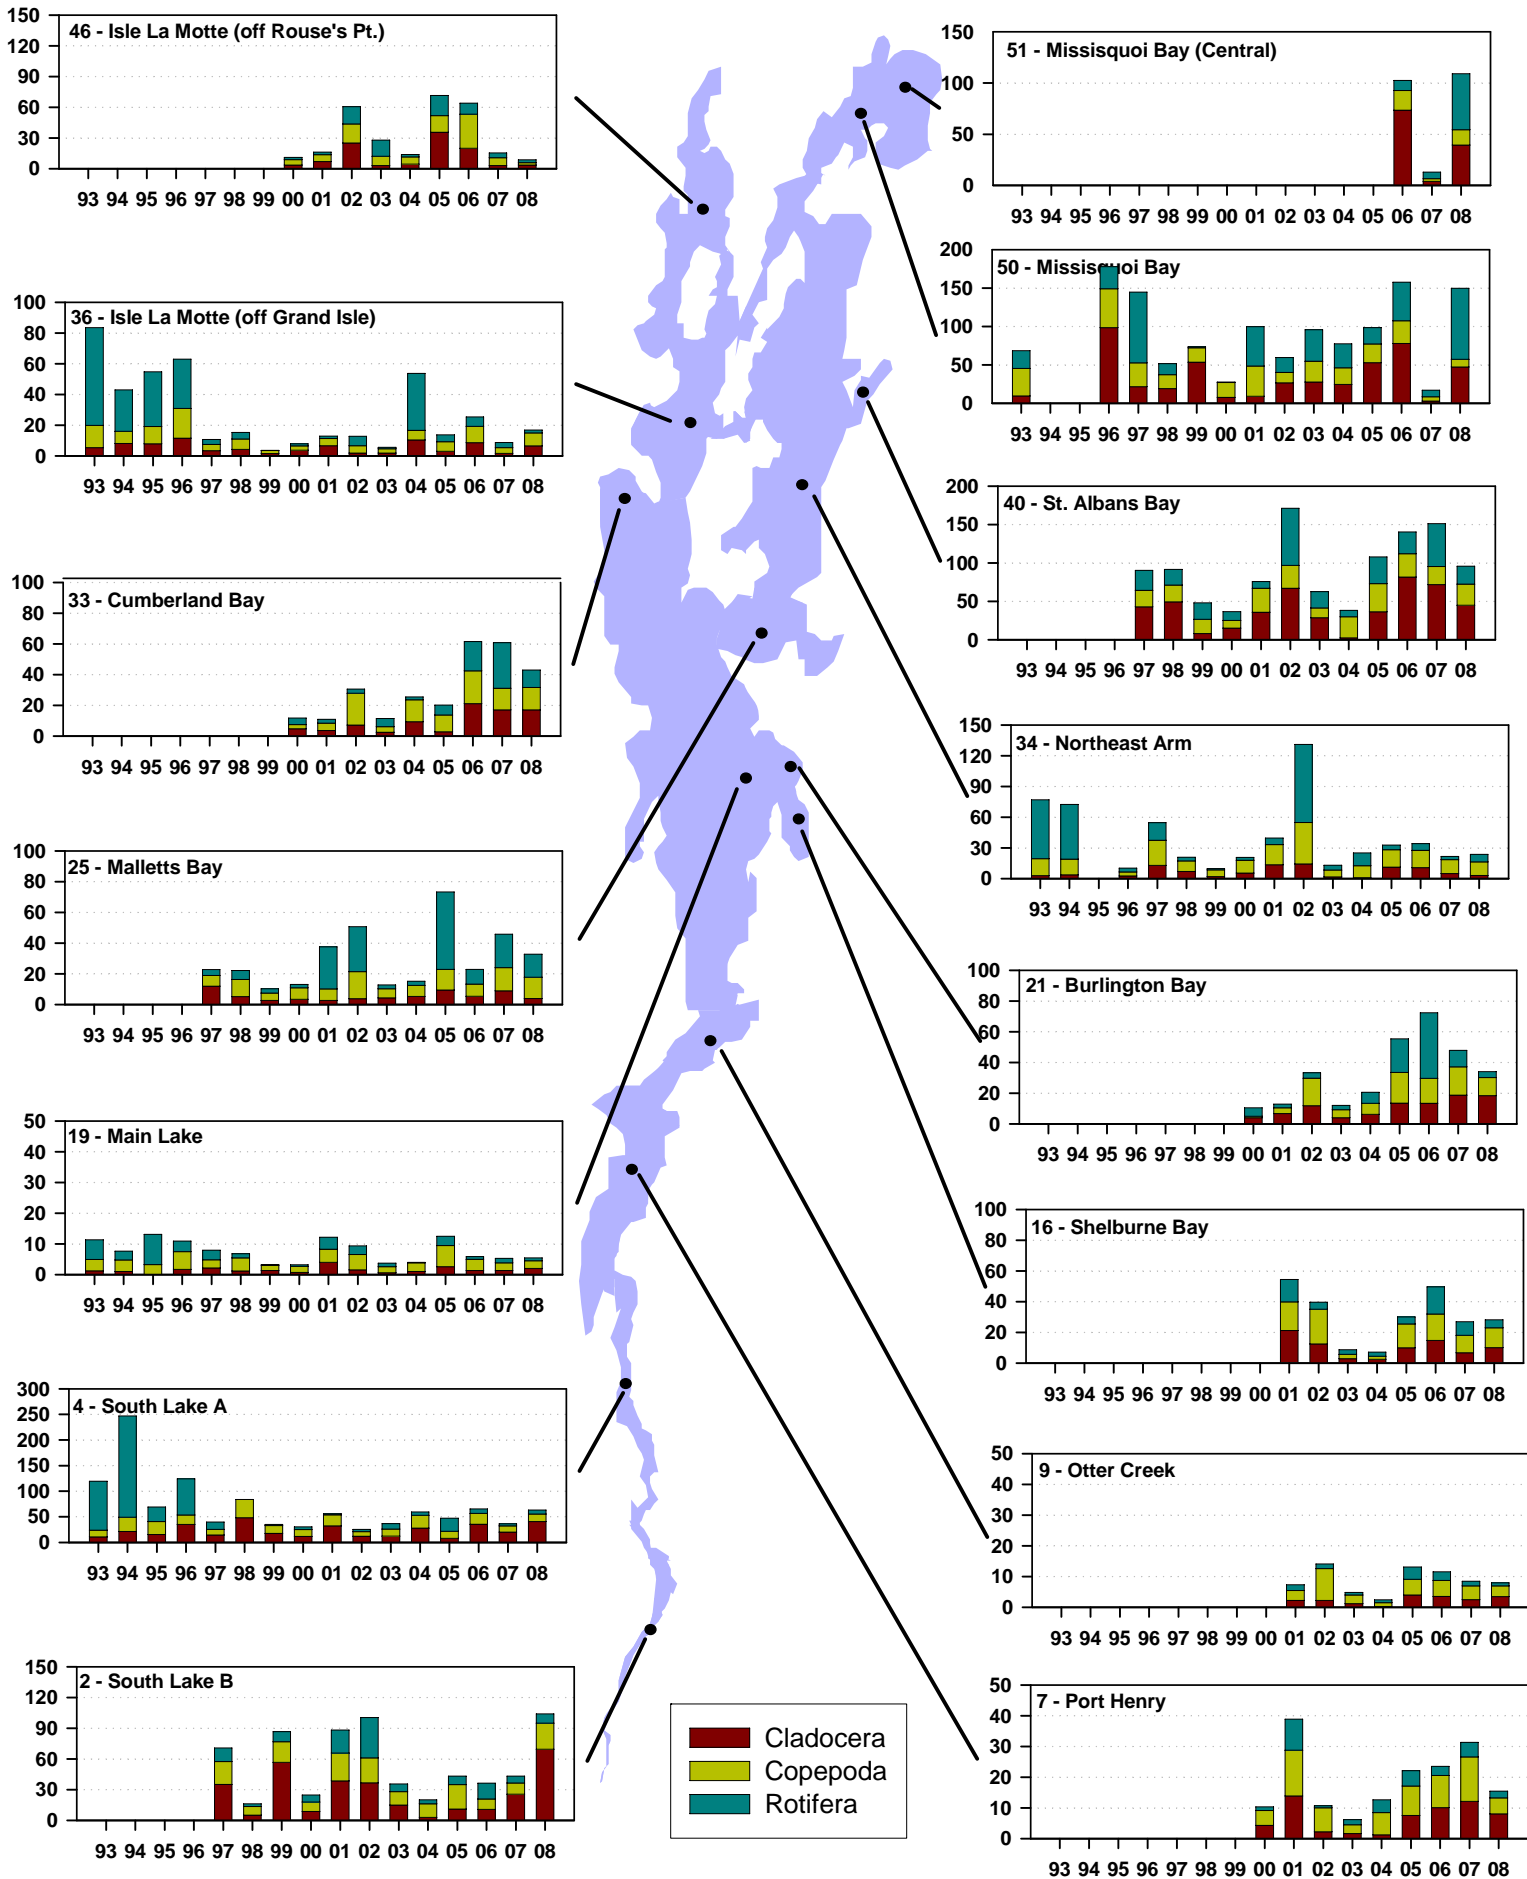 46 - Isle La Motte (off Rouse's Pt.)
150
120
90
60
30
0
93 94 95 96 97 98 99 00 01 02 03 04 05 06 07 08
36 - Isle La Motte (off Grand Isle)
100
80
60
40
20
0
93 94 95 96 97 98 99 00 01 02 03 04 05 06 07 08
33 - Cumberland Bay
100
80
60
40
20
0
93 94 95 96 97 98 99 00 01 02 03 04 05 06 07 08
25 - Malletts Bay
100
80
60
40
20
0
93 94 95 96 97 98 99 00 01 02 03 04 05 06 07 08
19 - Main Lake
50
40
30
20
10
0
93 94 95 96 97 98 99 00 01 02 03 04 05 06 07 08
4 - South Lake A
300
250
200
150
100
50
0
93 94 95 96 97 98 99 00 01 02 03 04 05 06 07 08
2 - South Lake B
150
120
90
60
30
0
93 94 95 96 97 98 99 00 01 02 03 04 05 06 07 08
51 - Missisquoi Bay (Central)
150
100
50
0
93 94 95 96 97 98 99 00 01 02 03 04 05 06 07 08
50 - Missisquoi Bay
200
150
100
50
0
93 94 95 96 97 98 99 00 01 02 03 04 05 06 07 08
40 - St. Albans Bay
200
150
100
50
0
93 94 95 96 97 98 99 00 01 02 03 04 05 06 07 08
34 - Northeast Arm
150
120
90
60
30
0
93 94 95 96 97 98 99 00 01 02 03 04 05 06 07 08
21 - Burlington Bay
100
80
60
40
20
0
93 94 95 96 97 98 99 00 01 02 03 04 05 06 07 08
16 - Shelburne Bay
100
80
60
40
20
0
93 94 95 96 97 98 99 00 01 02 03 04 05 06 07 08
9 - Otter Creek
50
40
30
20
10
0
93 94 95 96 97 98 99 00 01 02 03 04 05 06 07 08
7 - Port Henry
50
40
30
20
10
0
93 94 95 96 97 98 99 00 01 02 03 04 05 06 07 08
Cladocera
Copepoda
Rotifera